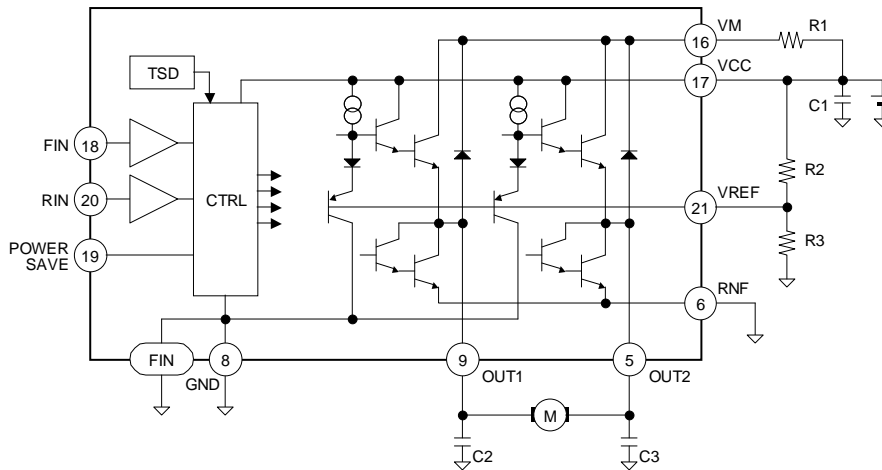 VM
R1
16
TSD
VCC
17
C1
FIN
18
R2
CTRL
RIN
20
VREF
21
POWER
SAVE
19
R3
RNF
6
FIN
8
9
5
GND
OUT1
OUT2
M
C2
C3